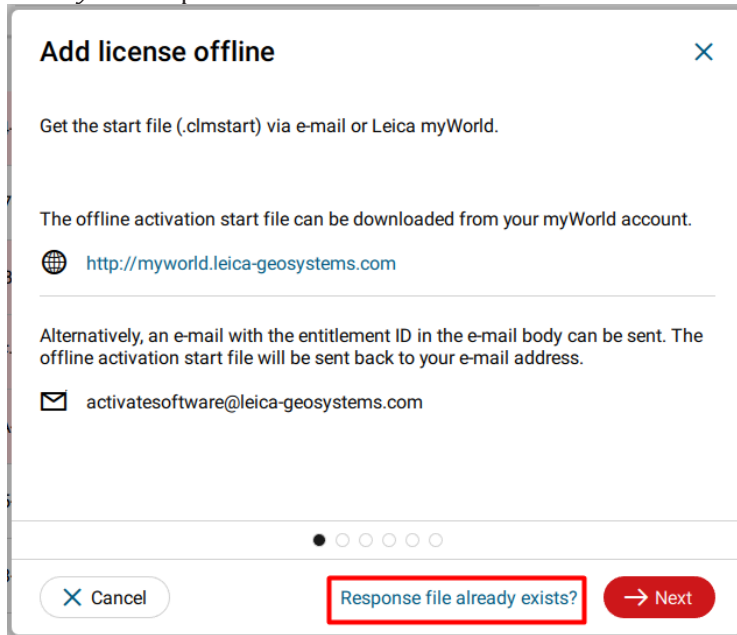 Add license offline
Get the start file (.clmstart) via e-mail or Leica myWorld.
The offline activation start file can be downloaded from your myWorld account.
http://myworld.leica-geosystems.com
Alternatively, an e-mail with the entitlement ID in the e-mail body can be sent. The
offline activation start file will be sent back to your e-mail address.
activatesoftware@leica-geosystems.com
Cancel
Response file already exists?
Next